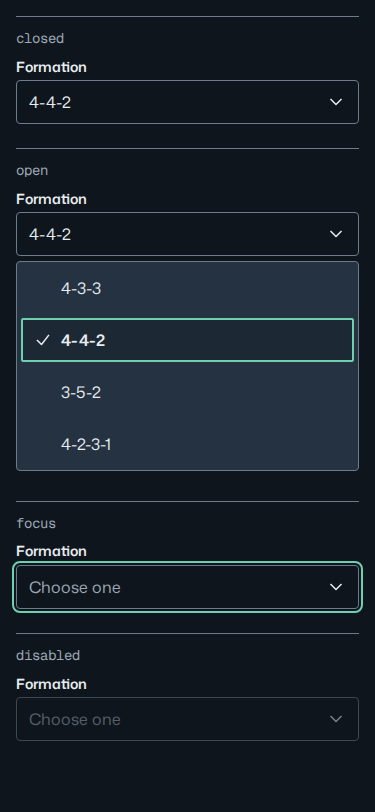 closed
Formation
4-4-2
open
Formation
4-4-2
4-3-3
4-4-2
3-5-2
4-2-3-1
focus
Formation
Choose one
disabled
Formation
Choose one